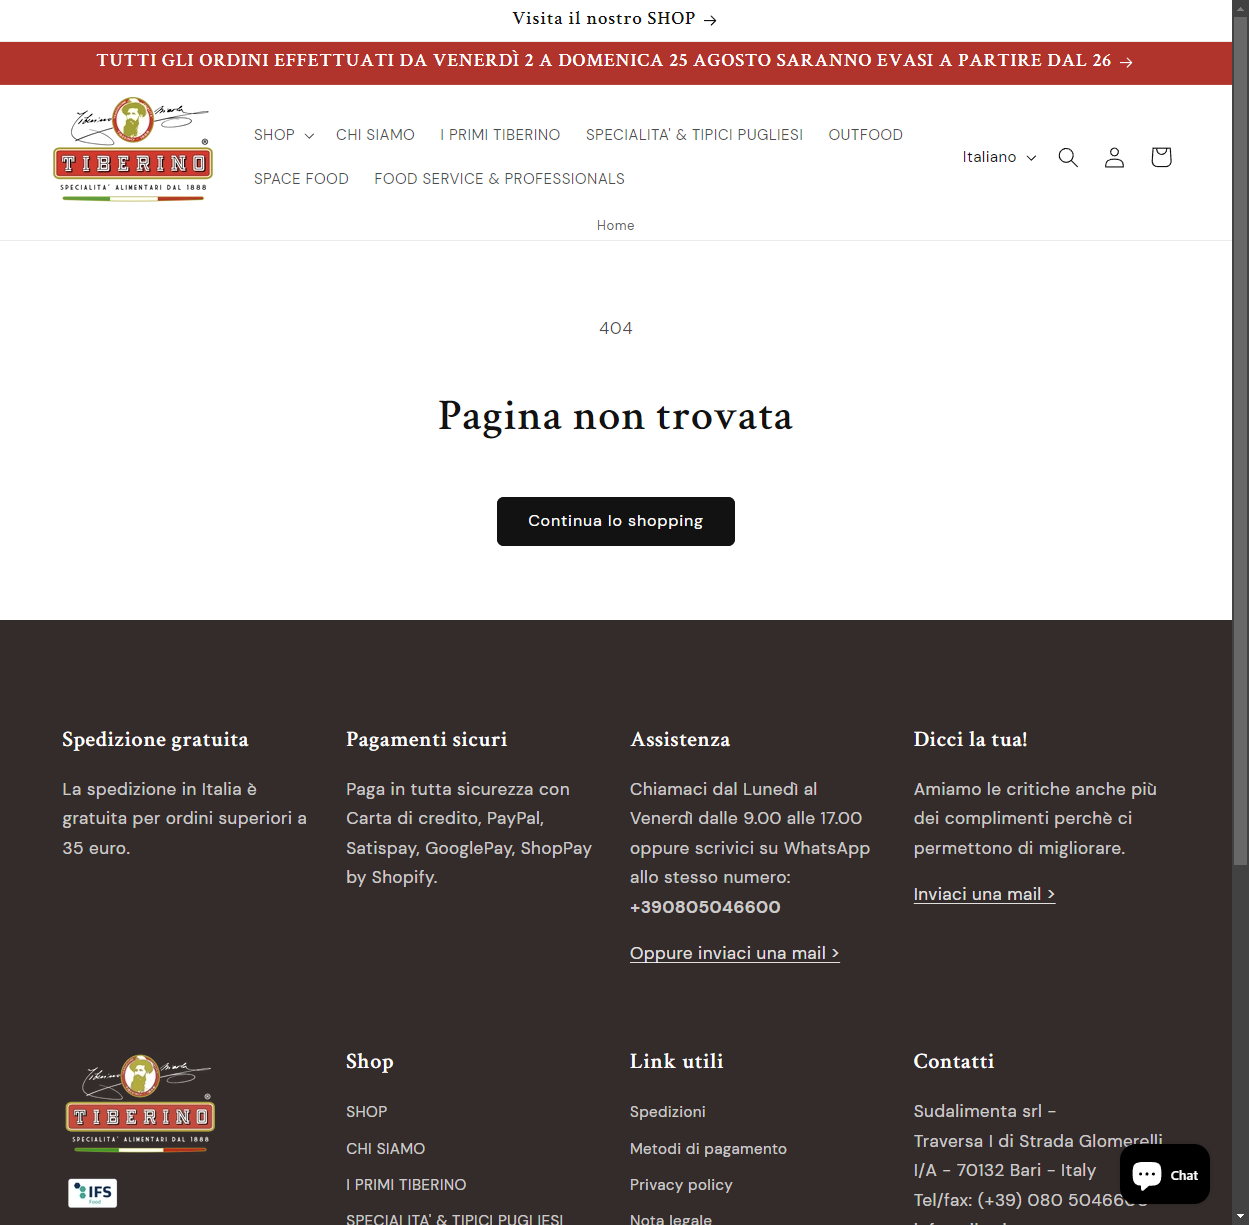 Visita il nostro SHOP
TUTTI GLI ORDINI EFFETTUATI DA VENERDÌ 2 A DOMENICA 25 AGOSTO SARANNO EVASI A PARTIRE DAL 26
TIBERINO
SPECIALITA' ALIMENTARI DAL 1888
SHOP
CHI SIAMO
I PRIMI TIBERINO
SPECIALITA' & TIPICI PUGLIESI
OUTFOOD
SPACE FOOD
FOOD SERVICE & PROFESSIONALS
Italiano
Home
404
Pagina non trovata
Continua lo shopping
Spedizione gratuita
La spedizione in Italia è
gratuita per ordini superiori a
35 euro.
Pagamenti sicuri
Paga in tutta sicurezza con
Carta di credito, PayPal,
Satispay, GooglePay, ShopPay
by Shopify.
Assistenza
Chiamaci dal Lunedì al
Venerdì dalle 9.00 alle 17.00
oppure scrivici su WhatsApp
allo stesso numero:
+390805046600
Oppure inviaci una mail >
Dicci la tua!
Amiamo le critiche anche più
dei complimenti perchè ci
permettono di migliorare.
Inviaci una mail >
TIBERINO
SPECIALITA' ALIMENTARI DAL 1888
IFS
Food
Shop
SHOP
CHI SIAMO
I PRIMI TIBERINO
SPECIALITA' & TIPICI PUGLIESI
Link utili
Spedizioni
Metodi di pagamento
Privacy policy
Nota legale
Contatti
Sudalimenta srl -
Traversa I di Strada Glomerelli
I/A - 70132 Bari - Italy
Tel/fax: (+39) 080 504660
Chat